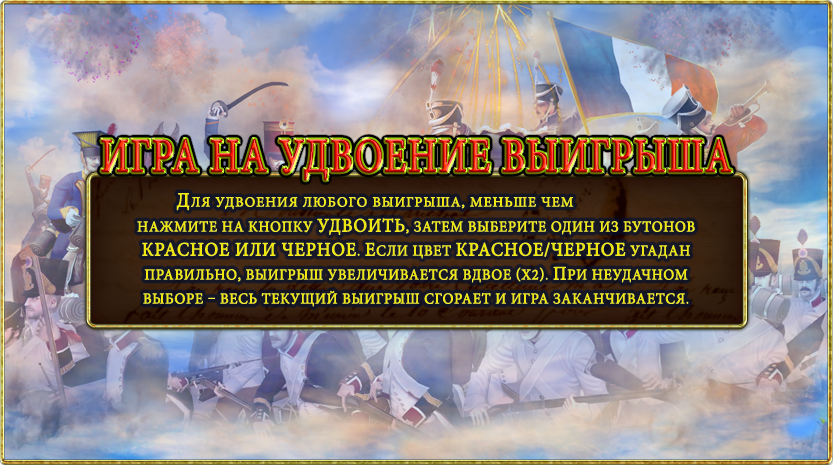 ИГРА НА УДВОЕНИЕ ВЫИГРЫША
Для удвоения любого выигрыша, меньше чем
нажмите на кнопку УДВОИТЬ, затем выберите один из бутонов
КРАСНОЕ ИЛИ ЧЕРНОЕ. Если цвет КРАСНОЕ/ЧЕРНОЕ угадан
правильно, выигрыш увеличивается вдвое (х2). При неудачном
выборе – весь текущий выигрыш сгорает и игра заканчивается.